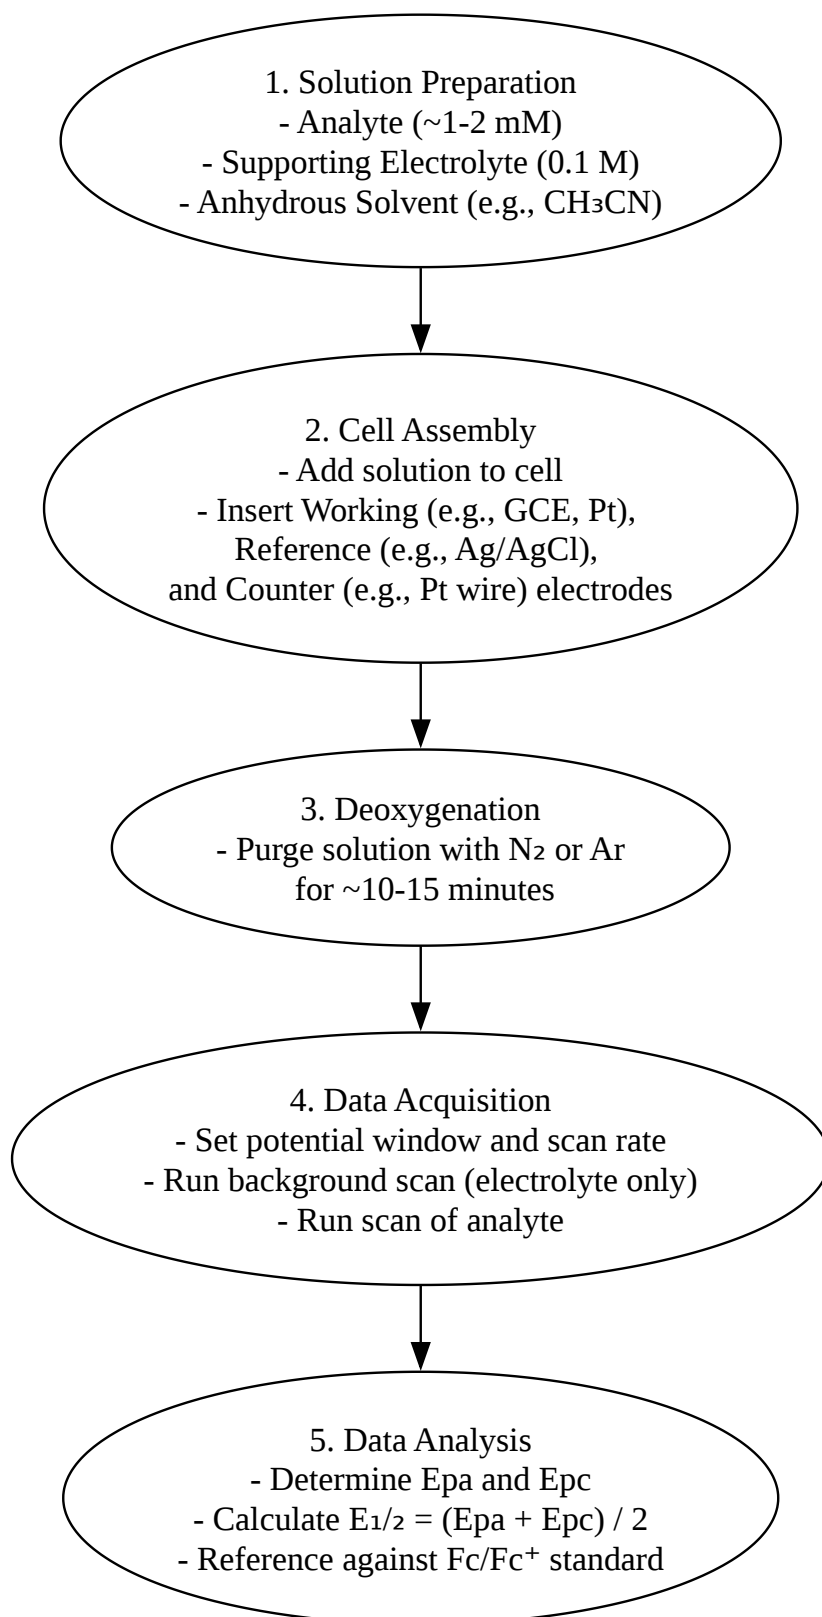 1. Solution Preparation
- Analyte (~1-2 mM)
- Supporting Electrolyte (0.1 M)
- Anhydrous Solvent (e.g., CH₃CN)
2. Cell Assembly
- Add solution to cell
- Insert Working (e.g., GCE, Pt),
Reference (e.g., Ag/AgCl),
and Counter (e.g., Pt wire) electrodes
3. Deoxygenation
- Purge solution with N₂ or Ar
for ~10-15 minutes
4. Data Acquisition
- Set potential window and scan rate
- Run background scan (electrolyte only)
- Run scan of analyte
5. Data Analysis
- Determine Epa and Epc
- Calculate E₁/₂ = (Epa + Epc) / 2
- Reference against Fc/Fc⁺ standard